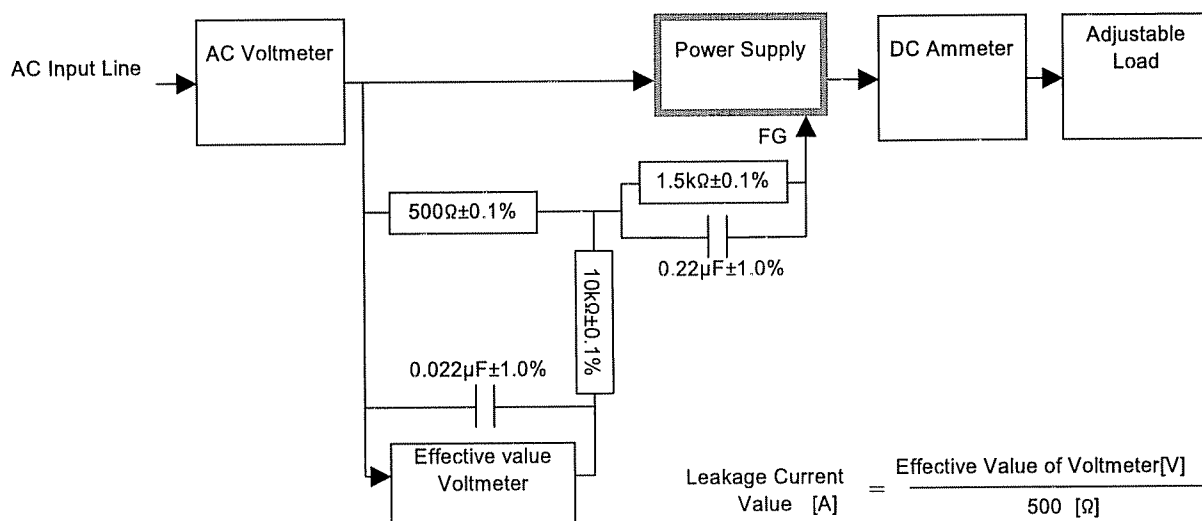 AC Input Line
AC Voltmeter
Power Supply
DC Ammeter
Adjustable
Load
FG
1.5kΩ±0.1%
500Ω±0.1%
0.22µF±1.0%
10kΩ±0.1%
0.022µF±1.0%
Effective value
Voltmeter
Leakage Current
Value [A]
=
Effective Value of Voltmeter[V]
500 [Ω]